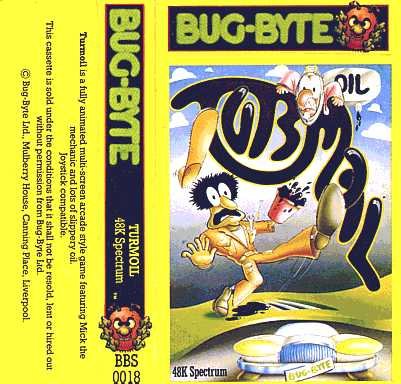 Turmoil is a fully animated multi-screen arcade style game featuring Mick the
mechanic and lots of slippery oil.
Joystick compatible.
This cassette is sold under the conditions that it shall not be resold, lent or hired out
without permission from Bug-Byte Ltd.
© Bug-Byte Ltd., Mulberry House, Canning Place, Liverpool.
BUG-BYTE
TURMOIL
48K Spectrum
TM
BBS
0018
BUG-BYTE
OIL
TURMOIL
48K Spectrum
BUG-BYTE